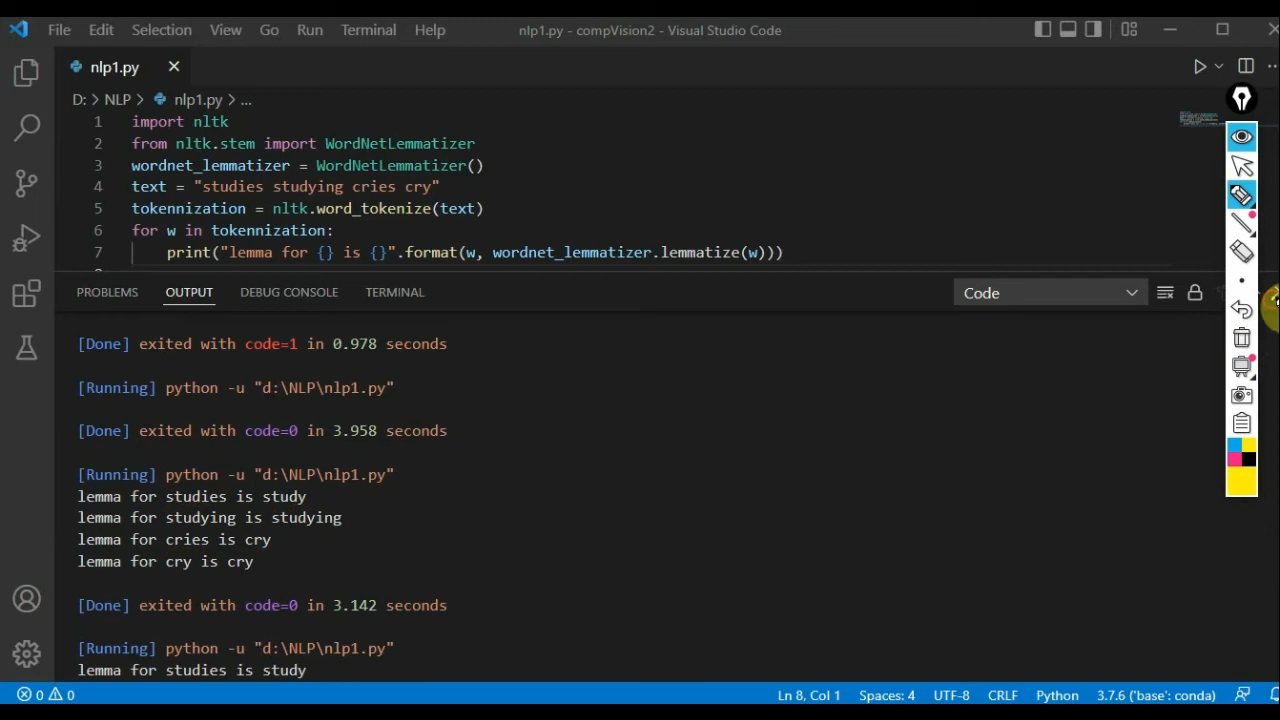 File Edit Selection View Go Run Terminal Help nlp1.py - compVision2 - Visual Studio Code
nlp1.py
D: > NLP > nlp1.py > ...
1 import nltk
2 from nltk.stem import WordNetLemmatizer
3 wordnet_lemmatizer = WordNetLemmatizer()
4 text = "studies studying cries cry"
5 tokennization = nltk.word_tokenize(text)
6 for w in tokennization:
7 print("lemma for {} is {}".format(w, wordnet_lemmatizer.lemmatize(w)))
PROBLEMS OUTPUT DEBUG CONSOLE TERMINAL Code
[Done] exited with code=1 in 0.978 seconds
[Running] python -u "d:\NLP\nlp1.py"
[Done] exited with code=0 in 3.958 seconds
[Running] python -u "d:\NLP\nlp1.py"
lemma for studies is study
lemma for studying is studying
lemma for cries is cry
lemma for cry is cry
[Done] exited with code=0 in 3.142 seconds
[Running] python -u "d:\NLP\nlp1.py"
lemma for studies is study
0 0 Ln 8, Col 1 Spaces: 4 UTF-8 CRLF Python 3.7.6 ('base': conda)